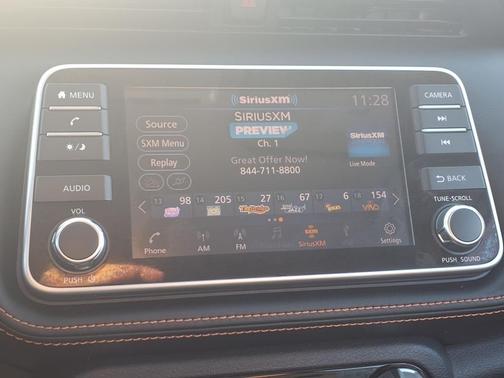 MENU
AUDIO
VOL
PUSH
SiriusXM
11:28
Source
SXM Menu
Replay
SIRIUSXM
PREVIEW
Ch. 1
Great Offer Now!
844-711-8800
SiriusXM
Live Mode
13 98 14 205 15 27 16 67 17 6 18 154
Phone
AM
FM
SiriusXM
Settings
CAMERA
BACK
TUNE·SCROLL
PUSH SOUND